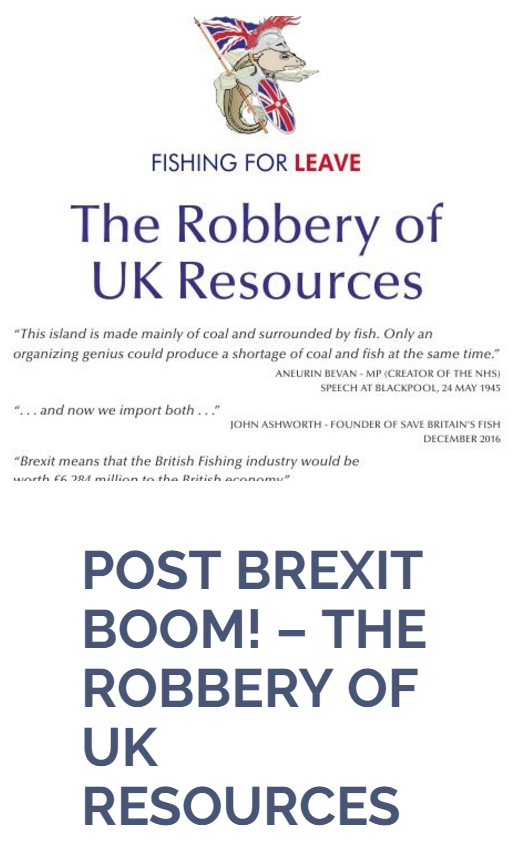 FISHING FOR LEAVE
The Robbery of
UK Resources
“This island is made mainly of coal and surrounded by fish. Only an
organizing genius could produce a shortage of coal and fish at the same time.”
ANEURIN BEVAN - MP (CREATOR OF THE NHS)
SPEECH AT BLACKPOOL, 24 MAY 1945
“. . . and now we import both . . .”
JOHN ASHWORTH - FOUNDER OF SAVE BRITAIN’S FISH
DECEMBER 2016
“Brexit means that the British Fishing industry would be
worth £6,284 million to the British economy”
POST BREXIT
BOOM! – THE
ROBBERY OF
UK
RESOURCES